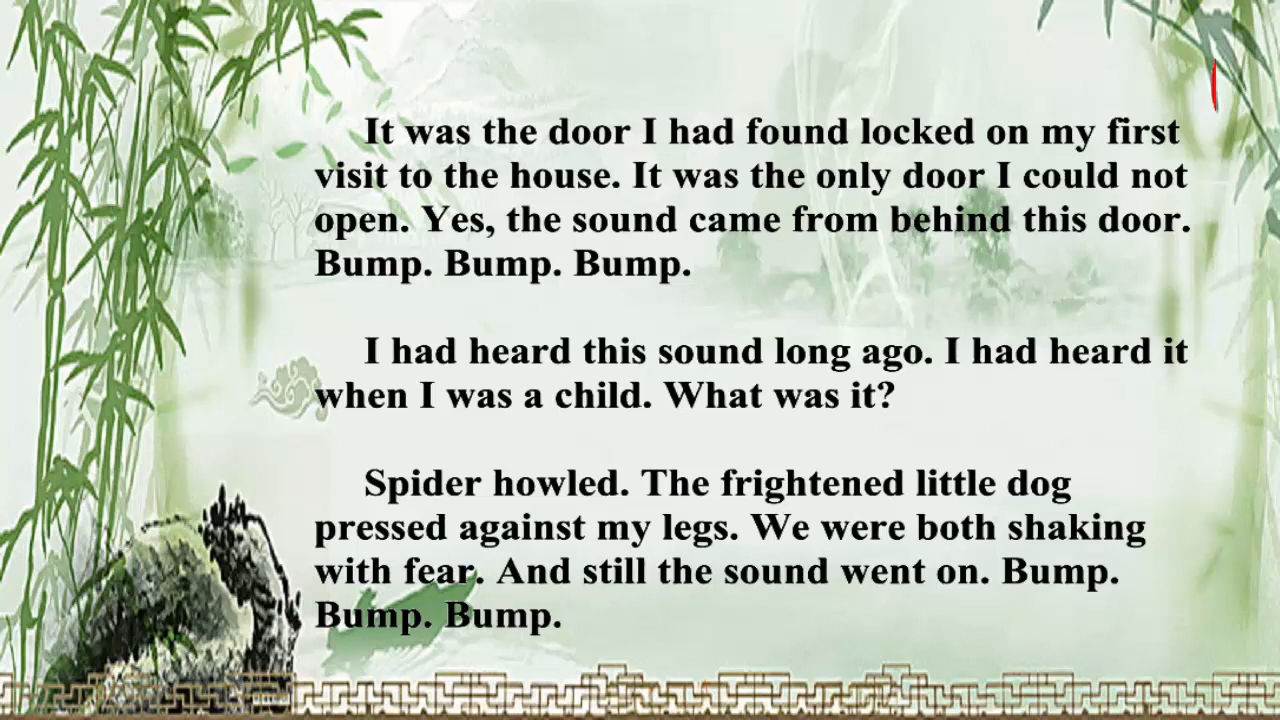 It was the door I had found locked on my first
visit to the house. It was the only door I could not
open. Yes, the sound came from behind this door.
Bump. Bump. Bump.
I had heard this sound long ago. I had heard it
when I was a child. What was it?
Spider howled. The frightened little dog
pressed against my legs. We were both shaking
with fear. And still the sound went on. Bump.
Bump. Bump.